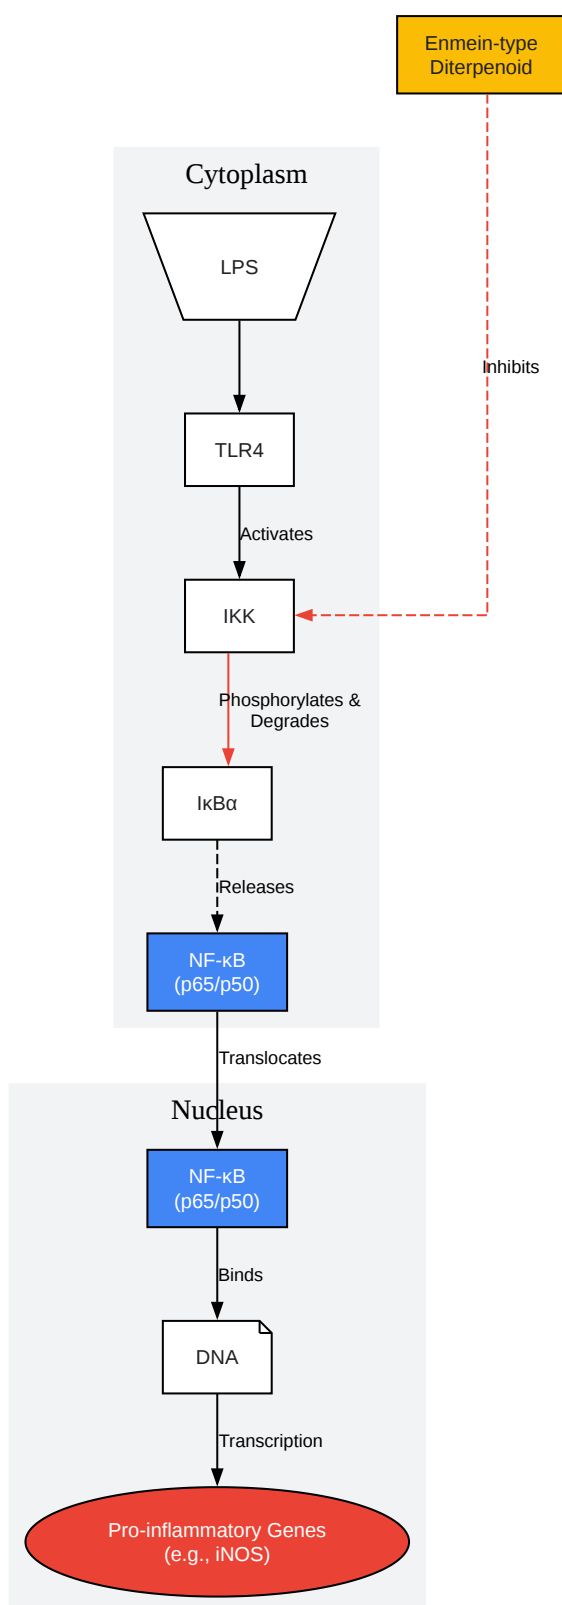 Enmein-type
Diterpenoid
Cytoplasm
LPS
Inhibits
TLR4
Activates
IKK
Phosphorylates &
Degrades
IκBα
Releases
NF-κB
(p65/p50)
Translocates
Nucleus
NF-κB
(p65/p50)
Binds
DNA
Transcription
Pro-inflammatory Genes
(e.g., iNOS)